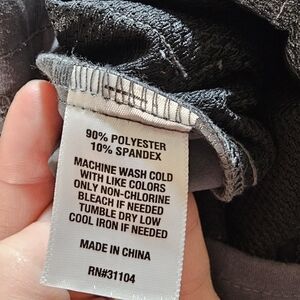 90% POLYESTER
10% SPANDEX
MACHINE WASH COLD
WITH LIKE COLORS
ONLY NON-CHLORINE
BLEACH IF NEEDED
TUMBLE DRY LOW
COOL IRON IF NEEDED
MADE IN CHINA
RN#31104